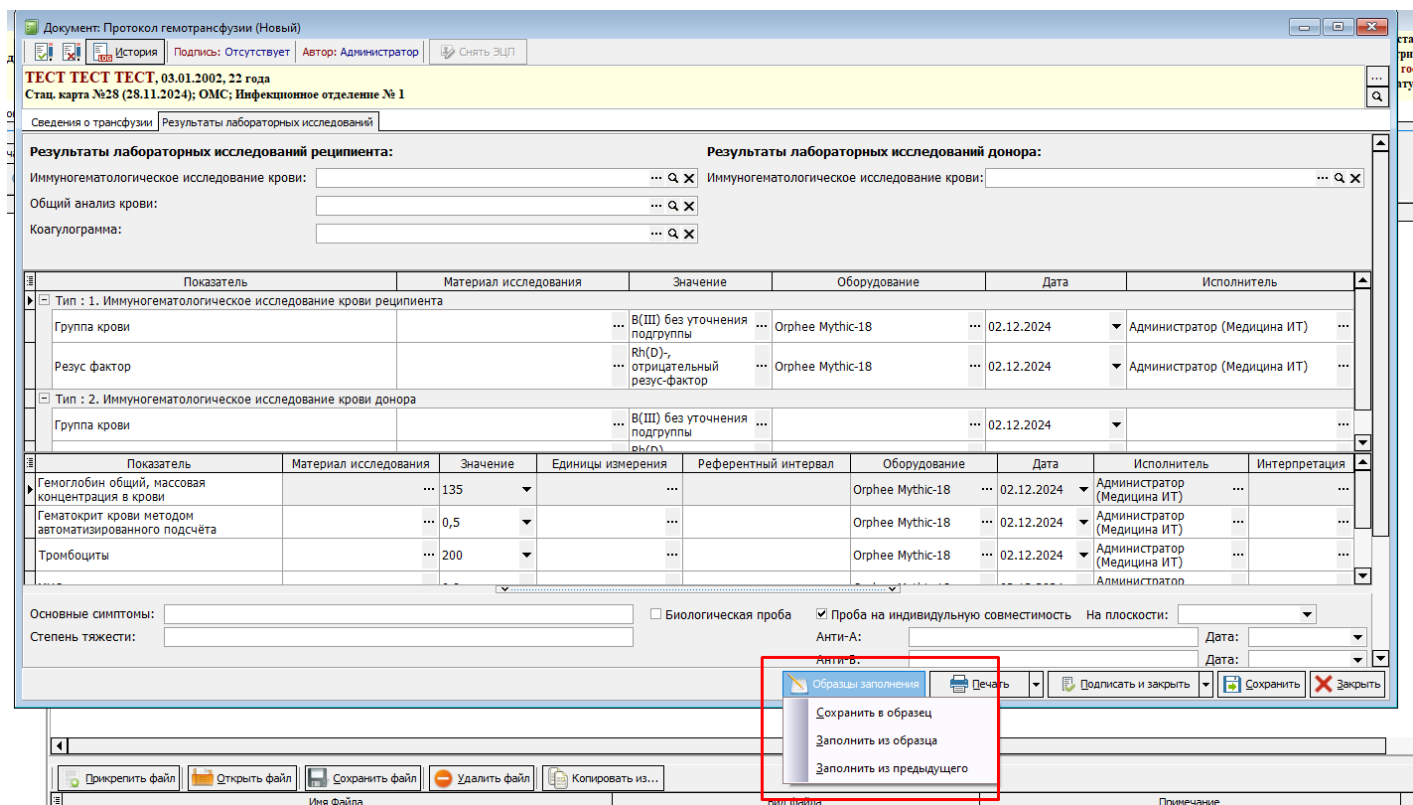 Документ: Протокол гемотрансфузии (Новый)
История Подпись: Отсутствует Автор: Администратор Снять ЭЦП
ТЕСТ ТЕСТ ТЕСТ, 03.01.2002, 22 года
Стац. карта №28 (28.11.2024); ОМС; Инфекционное отделение № 1
Сведения о трансфузии Результаты лабораторных исследований
Результаты лабораторных исследований реципиента: Результаты лабораторных исследований донора:
Иммуногематологическое исследование крови: Иммуногематологическое исследование крови:
Общий анализ крови:
Коагулограмма:
Показатель Материал исследования Значение Оборудование Дата Исполнитель
Тип : 1. Иммуногематологическое исследование крови реципиента
Группа крови B(III) без уточнения подгруппы Orphee Mythic-18 02.12.2024 Администратор (Медицина ИТ)
Резус фактор Rh(D)-, отрицательный резус-фактор Orphee Mythic-18 02.12.2024 Администратор (Медицина ИТ)
Тип : 2. Иммуногематологическое исследование крови донора
Группа крови B(III) без уточнения подгруппы 02.12.2024
Показатель Материал исследования Значение Единицы измерения Референтный интервал Оборудование Дата Исполнитель Интерпретация
Гемоглобин общий, массовая концентрация в крови 135 Orphee Mythic-18 02.12.2024 Администратор (Медицина ИТ)
Гематокрит крови методом автоматизированного подсчёта 0,5 Orphee Mythic-18 02.12.2024 Администратор (Медицина ИТ)
Тромбоциты 200 Orphee Mythic-18 02.12.2024 Администратор (Медицина ИТ)
Администратор
Основные симптомы: Биологическая проба Проба на индивидульную совместимость На плоскости:
Степень тяжести: Анти-А: Дата:
Анти-В: Дата:
Образцы заполнения Печать Подписать и закрыть Сохранить Закрыть
Сохранить в образец
Заполнить из образца
Заполнить из предыдущего
Прикрепить файл Открыть файл Сохранить файл Удалить файл Копировать из...
Имя Файла Вид файла Примечание